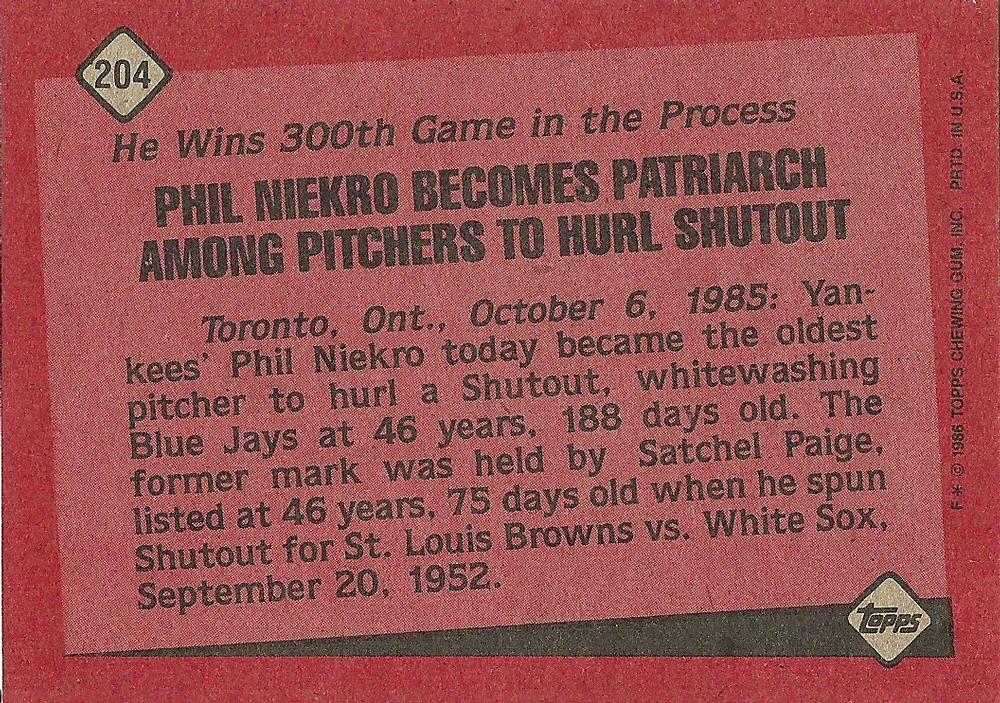 204
He Wins 300th Game in the Process
PHIL NIEKRO BECOMES PATRIARCH
AMONG PITCHERS TO HURL SHUTOUT
Toronto, Ont., October 6, 1985: Yan-
kees' Phil Niekro today became the oldest
pitcher to hurl a Shutout, whitewashing
Blue Jays at 46 years, 188 days old. The
former mark was held by Satchel Paige,
listed at 46 years, 75 days old when he spun
Shutout for St. Louis Browns vs. White Sox,
September 20, 1952.
topps
F* © 1986 TOPPS CHEWING GUM, INC. PRTD. IN U.S.A.